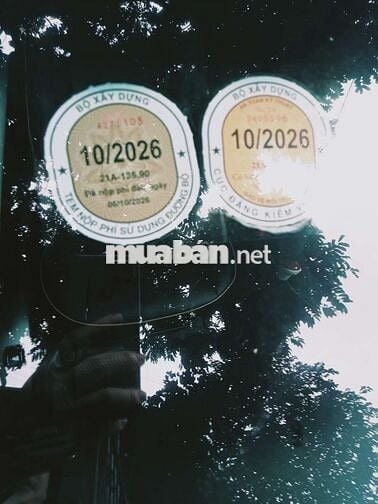 BỘ XÂY DỰNG
10/2026
21A-135.90
Đã nộp phí đến ngày
06/10/2026
TEM NỘP PHÍ SỬ DỤNG ĐƯỜNG BỘ
BỘ XÂY DỰNG
10/2026
CỤC ĐĂNG KIỂM
muaban.net